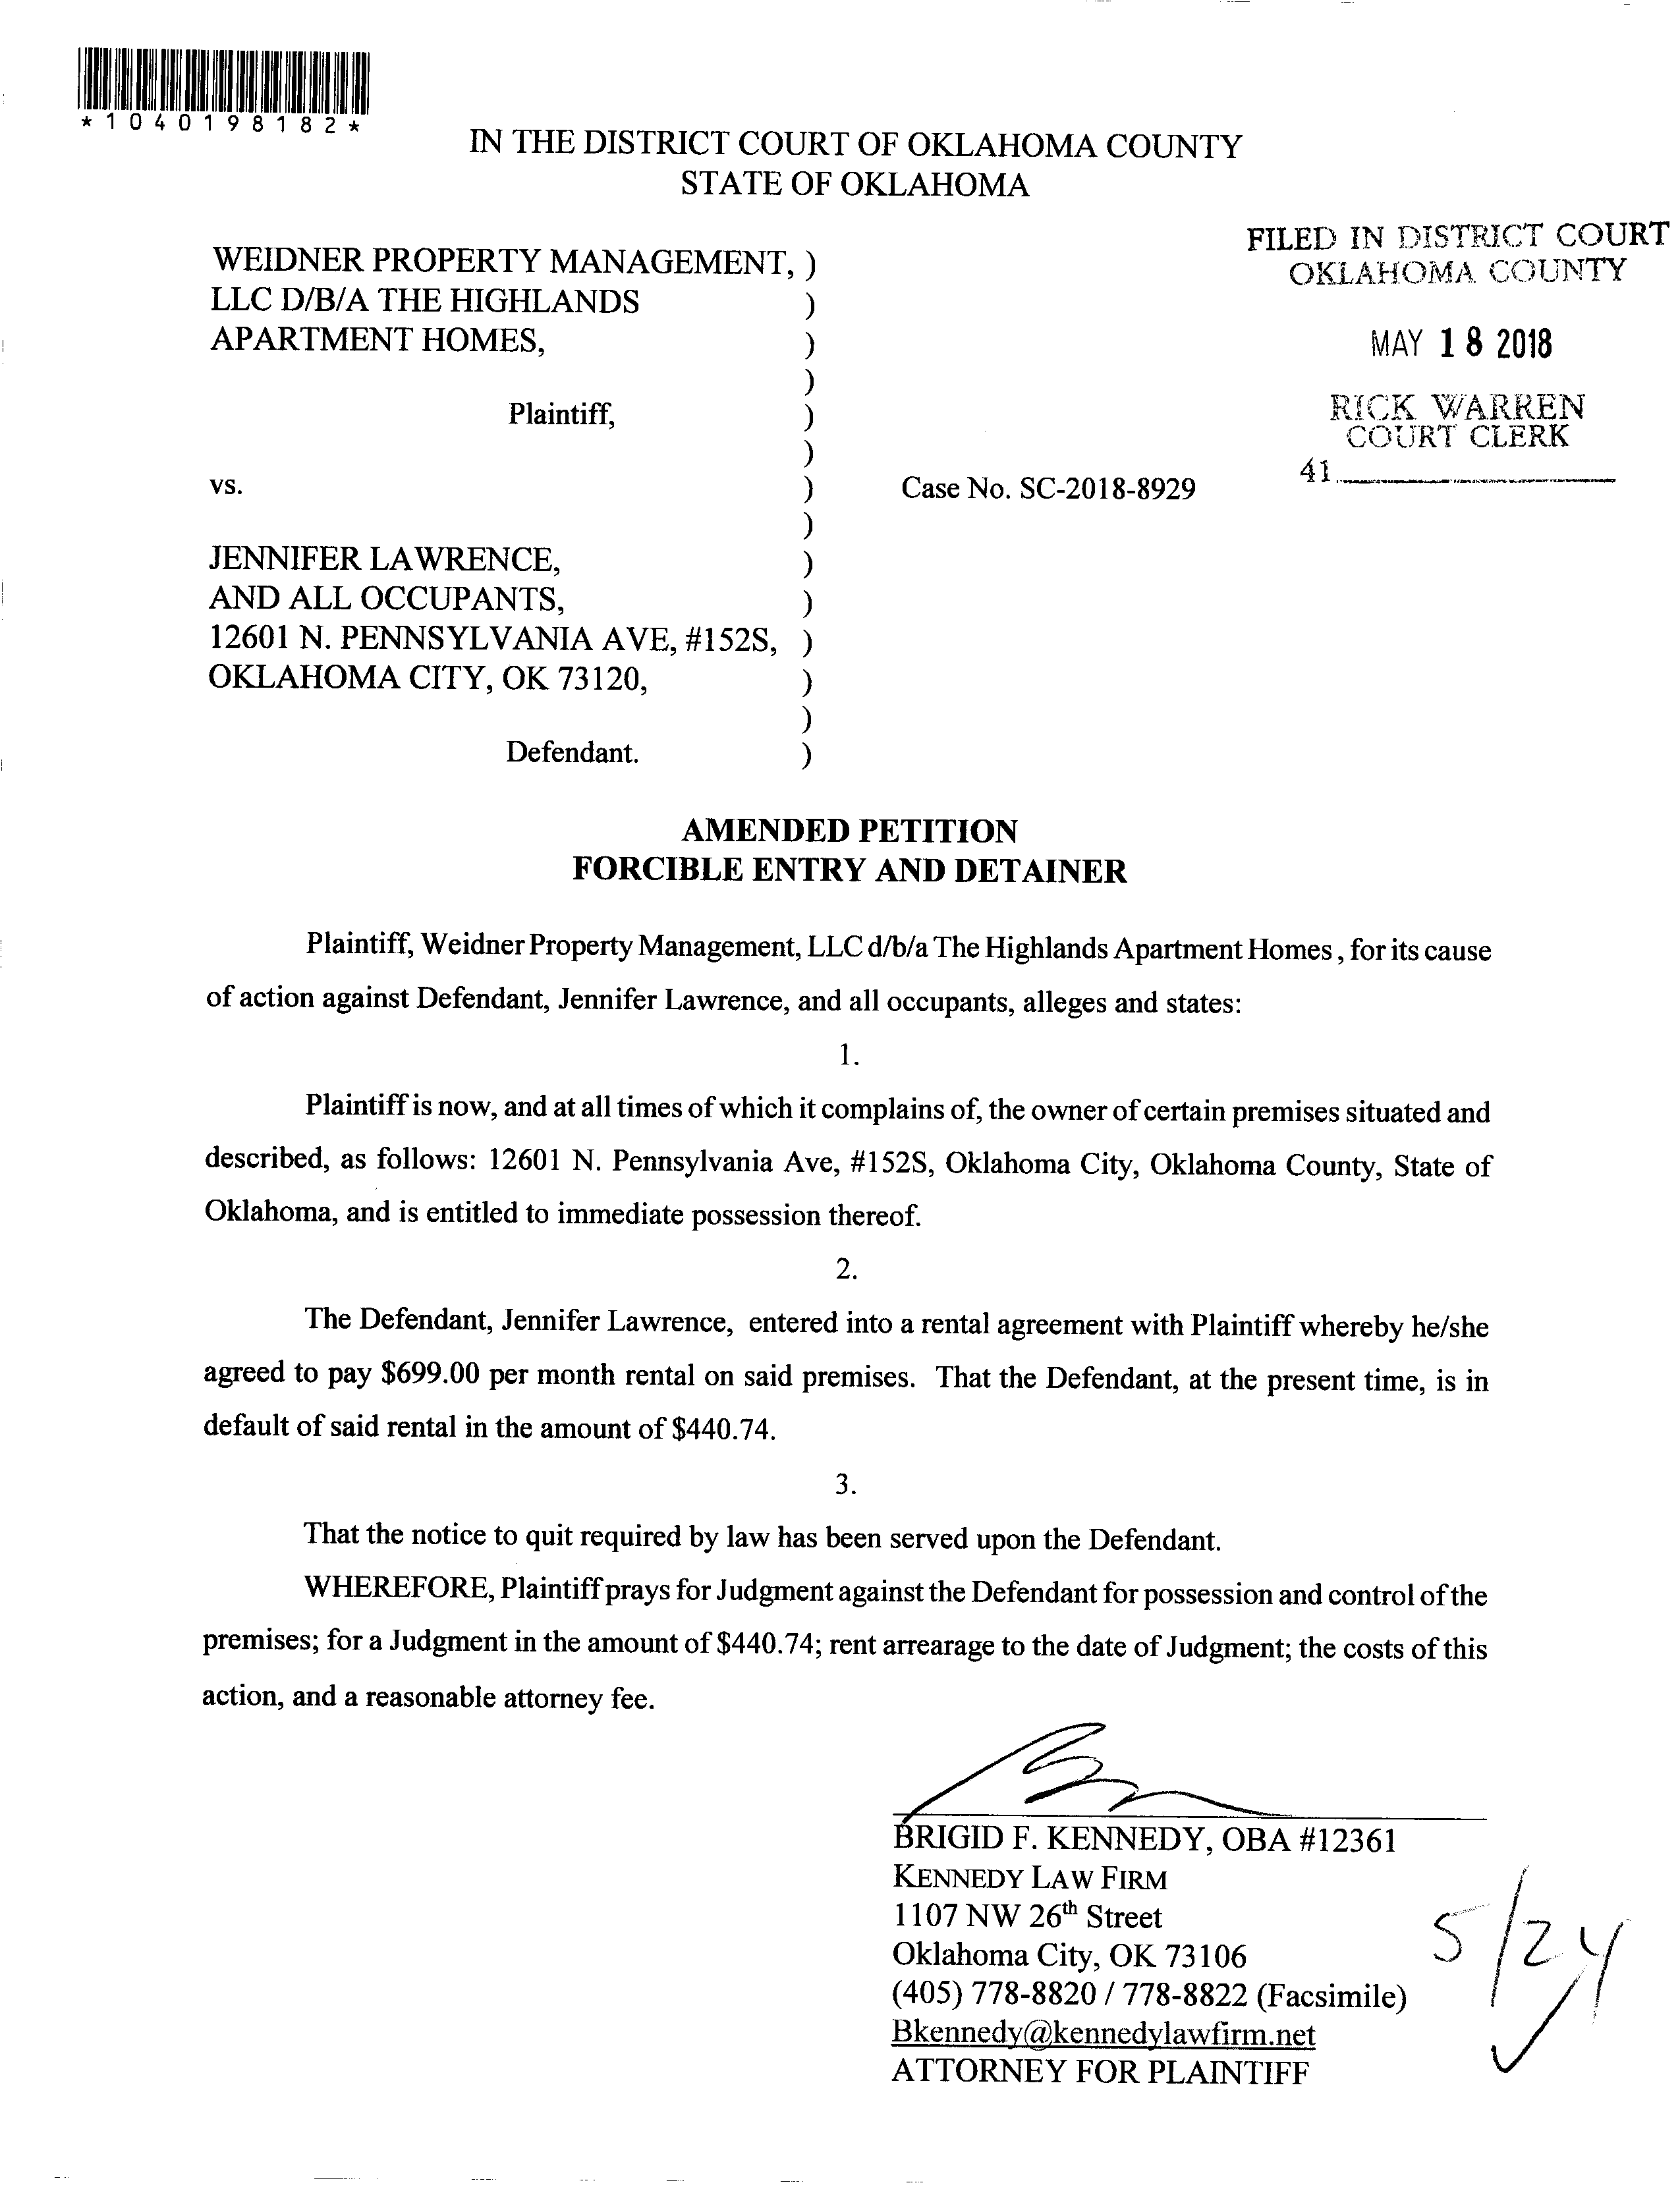 *1040198182*
IN THE DISTRICT COURT OF OKLAHOMA COUNTY
STATE OF OKLAHOMA
FILED IN DISTRICT COURT
OKLAHOMA COUNTY
MAY 18 2018
RICK WARREN
COURT CLERK
41
WEIDNER PROPERTY MANAGEMENT, )
LLC D/B/A THE HIGHLANDS )
APARTMENT HOMES, )
)
Plaintiff, )
)
vs. ) Case No. SC-2018-8929
)
JENNIFER LAWRENCE, )
AND ALL OCCUPANTS, )
12601 N. PENNSYLVANIA AVE, #152S, )
OKLAHOMA CITY, OK 73120, )
)
Defendant. )
AMENDED PETITION
FORCIBLE ENTRY AND DETAINER
Plaintiff, Weidner Property Management, LLC d/b/a The Highlands Apartment Homes , for its cause
of action against Defendant, Jennifer Lawrence, and all occupants, alleges and states:
1.
Plaintiff is now, and at all times of which it complains of, the owner of certain premises situated and
described, as follows: 12601 N. Pennsylvania Ave, #152S, Oklahoma City, Oklahoma County, State of
Oklahoma, and is entitled to immediate possession thereof.
2.
The Defendant, Jennifer Lawrence, entered into a rental agreement with Plaintiff whereby he/she
agreed to pay $699.00 per month rental on said premises. That the Defendant, at the present time, is in
default of said rental in the amount of $440.74.
3.
That the notice to quit required by law has been served upon the Defendant.
WHEREFORE, Plaintiff prays for Judgment against the Defendant for possession and control of the
premises; for a Judgment in the amount of $440.74; rent arrearage to the date of Judgment; the costs of this
action, and a reasonable attorney fee.
BRIGID F. KENNEDY, OBA #12361
KENNEDY LAW FIRM
1107 NW 26th Street
Oklahoma City, OK 73106
(405) 778-8820 / 778-8822 (Facsimile)
Bkennedy@kennedylawfirm.net
ATTORNEY FOR PLAINTIFF
5/24